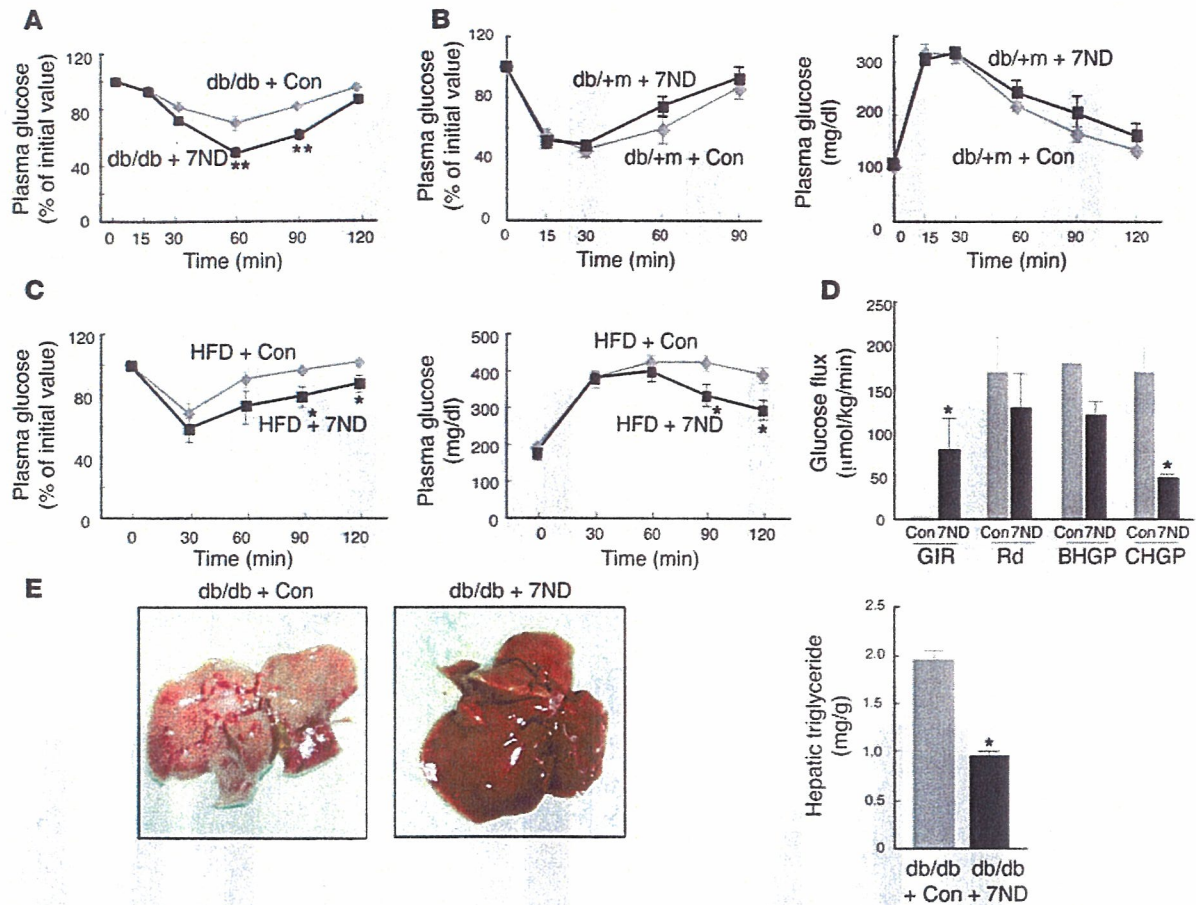 A
Plasma glucose
(% of initial value)
120
100
80
40
0
db/db + Con
db/db + 7ND
**
**
0 15 30 60 90 120
Time (min)
B
Plasma glucose
(% of initial value)
120
80
40
0
db/+m + 7ND
db/+m + Con
0 15 30 60 90
Time (min)
Plasma glucose
(mg/dl)
300
200
100
0
db/+m + 7ND
db/+m + Con
0 15 30 60 90 120
Time (min)
C
Plasma glucose
(% of initial value)
120
100
80
40
0
HFD + Con
HFD + 7ND
*
*
0 30 60 90 120
Time (min)
Plasma glucose
(mg/dl)
500
400
300
200
100
0
HFD + Con
HFD + 7ND
*
*
0 30 60 90 120
Time (min)
D
Glucose flux
(μmol/kg/min)
250
200
150
100
50
0
*
*
Con 7ND Con 7ND Con 7ND Con 7ND
GIR Rd BHGP CHGP
E
db/db + Con
db/db + 7ND
Hepatic triglyceride
(mg/g)
2.5
2.0
1.5
1.0
0.5
0
*
db/db db/db
+ Con + 7ND